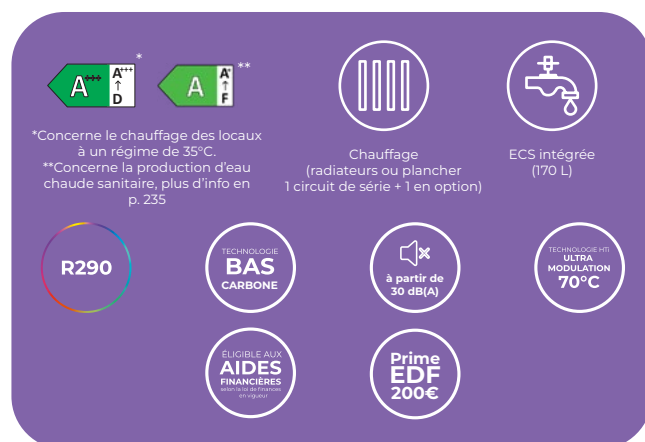 A+++
A+++
↑
D
*
A
A+
↑
F
**
*Concerne le chauffage des locaux
à un régime de 35°C.
**Concerne la production d'eau
chaude sanitaire, plus d'info en
p. 235
Chauffage
(radiateurs ou plancher
1 circuit de série + 1 en option)
ECS intégrée
(170 L)
R290
TECHNOLOGIE
BAS
CARBONE
à partir de
30 dB(A)
TECHNOLOGIE HTi
ULTRA
MODULATION
70°C
ÉLIGIBLE AUX
AIDES
FINANCIÈRES
selon la loi de finances
en vigueur
Prime
EDF
200€